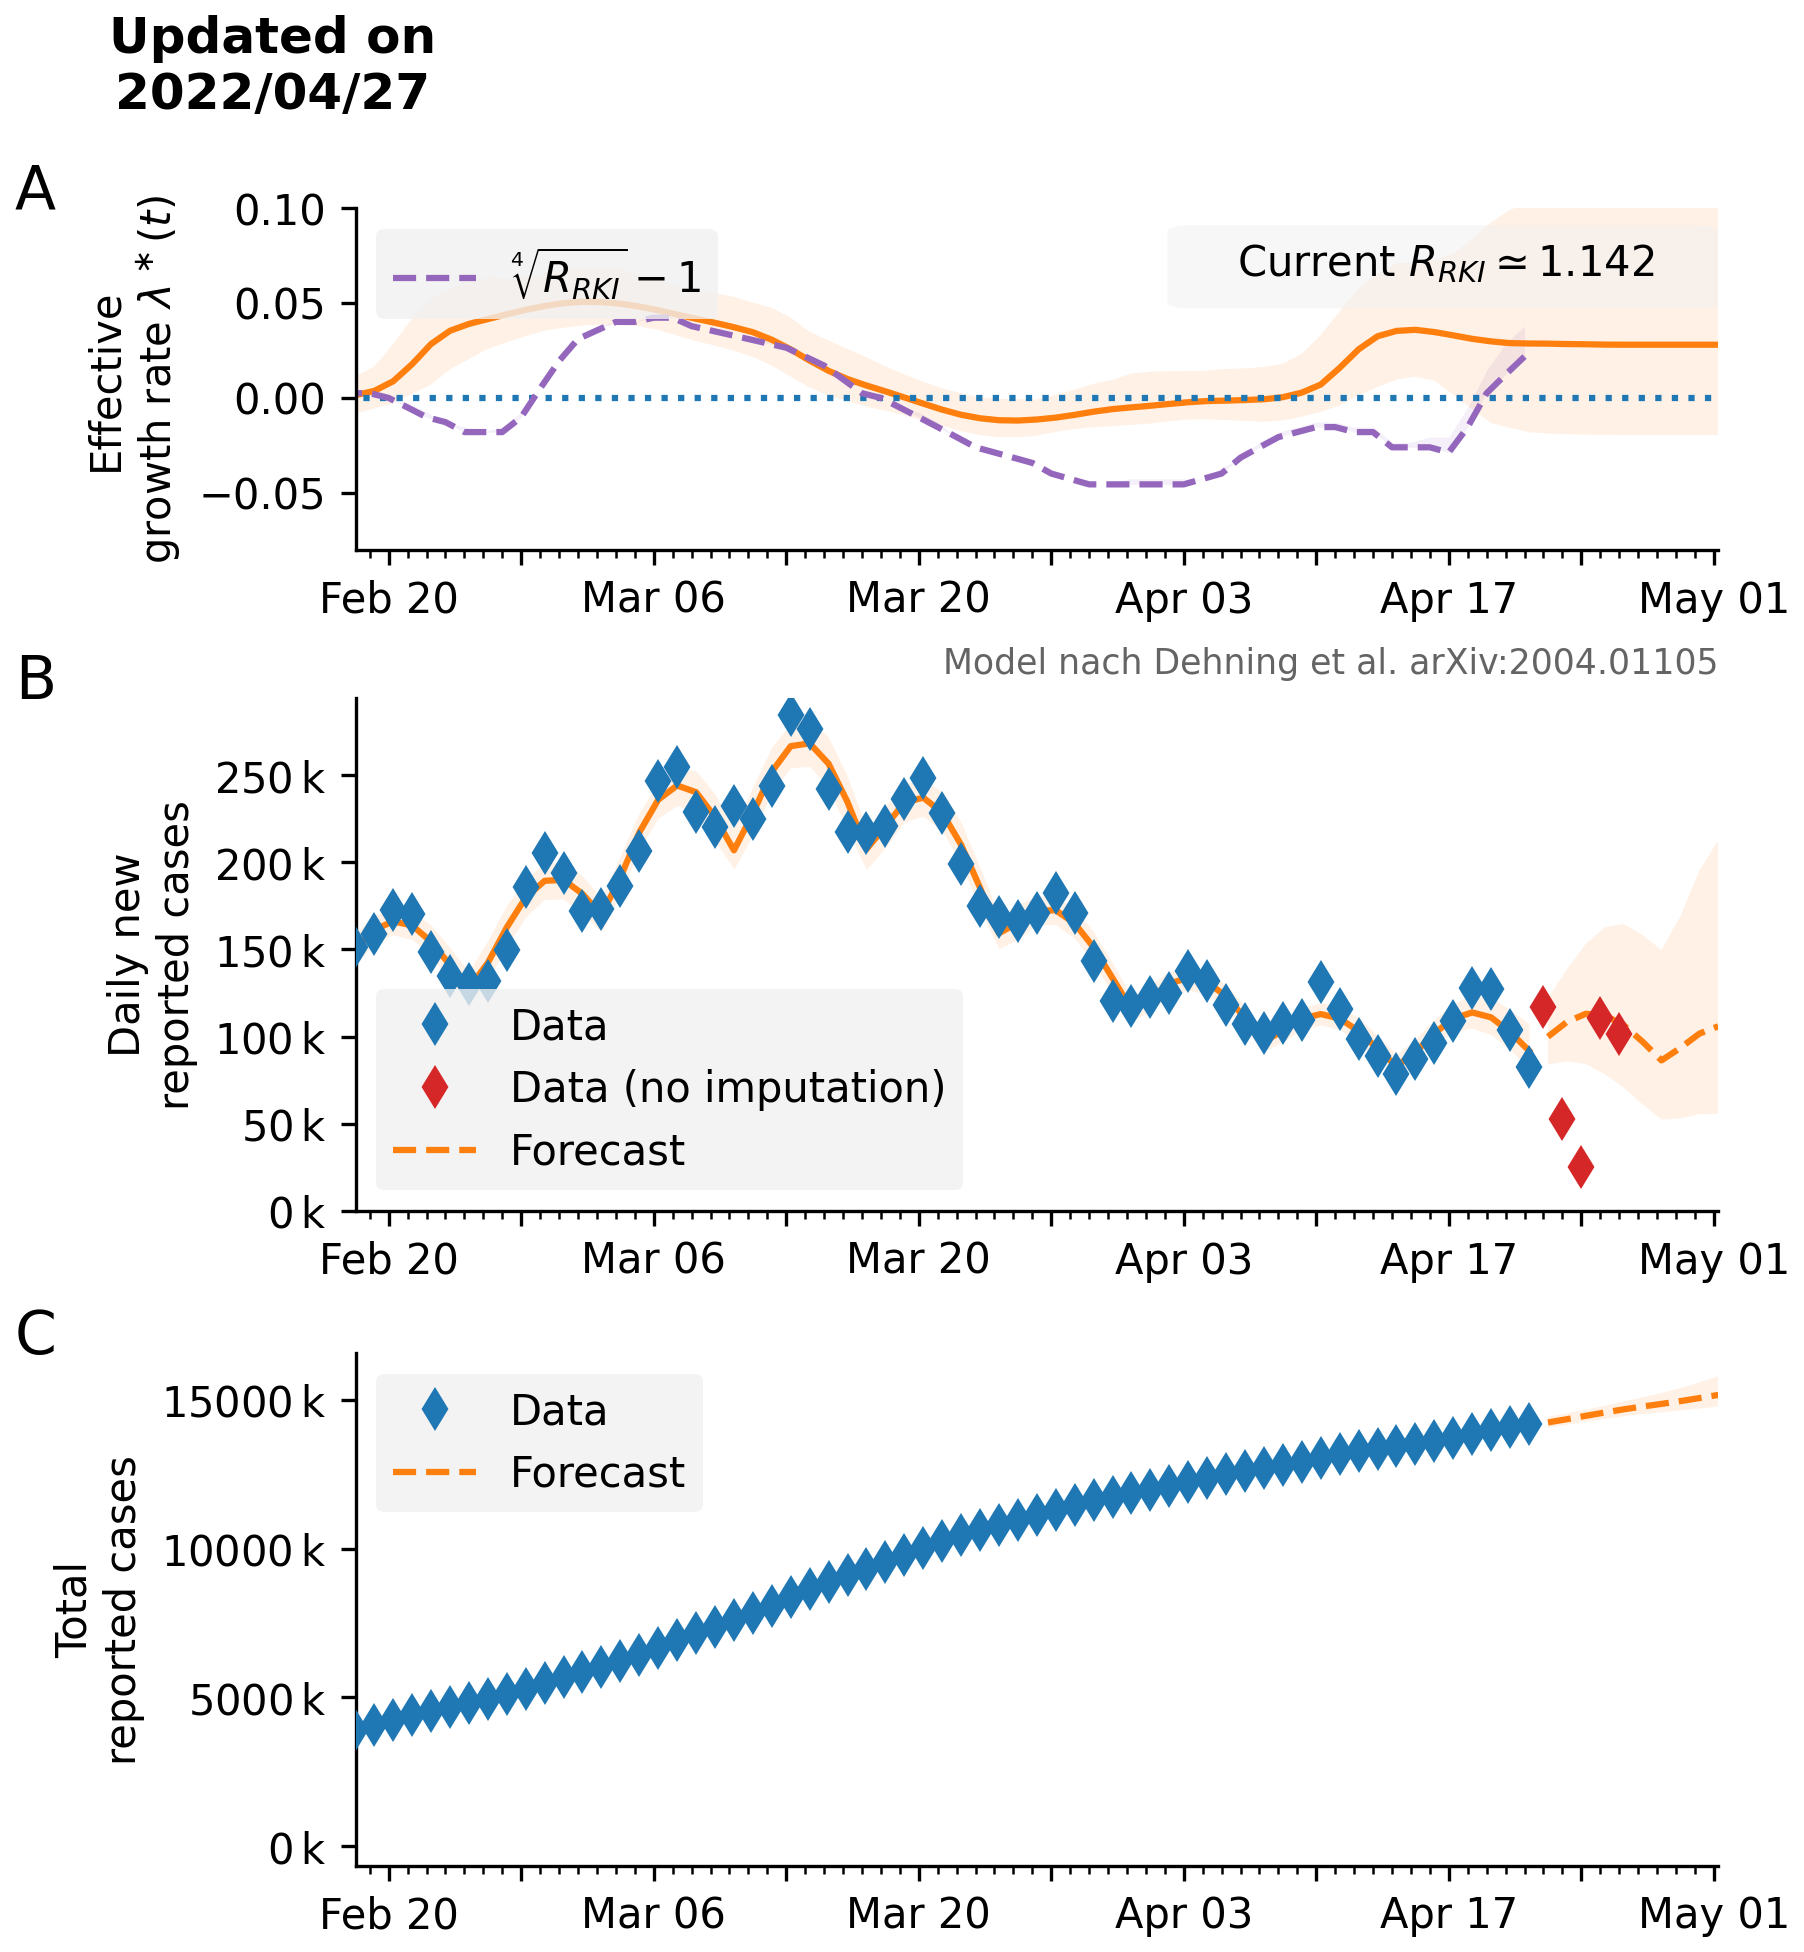 Updated on
2022/04/27
A
Effective
growth rate λ * (t)
0.10
0.05
0.00
−0.05
∜R_RKI − 1
Current R_RKI ≃ 1.142
Feb 20 Mar 06 Mar 20 Apr 03 Apr 17 May 01
Model nach Dehning et al. arXiv:2004.01105
B
Daily new
reported cases
250 k
200 k
150 k
100 k
50 k
0 k
Data
Data (no imputation)
Forecast
Feb 20 Mar 06 Mar 20 Apr 03 Apr 17 May 01
C
Total
reported cases
15000 k
10000 k
5000 k
0 k
Data
Forecast
Feb 20 Mar 06 Mar 20 Apr 03 Apr 17 May 01